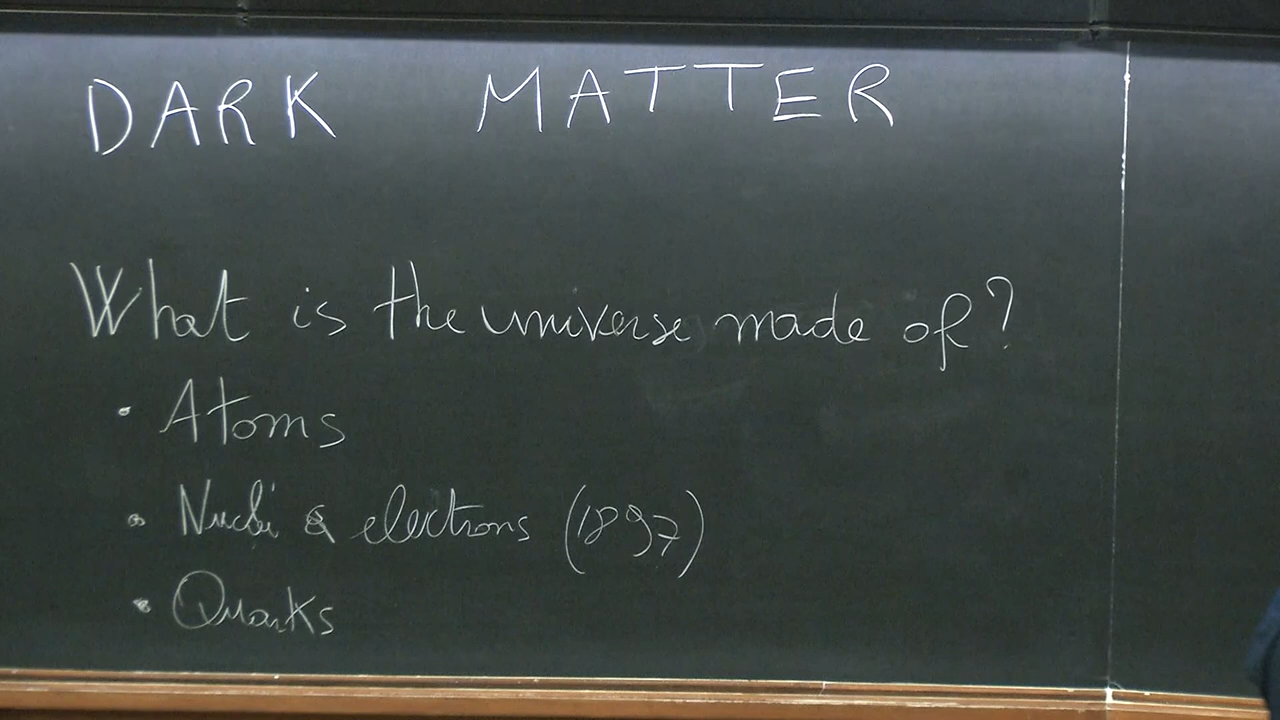 DARK MATTER
What is the universe made of?
• Atoms
• Nuclei & electrons (1897)
• Quarks